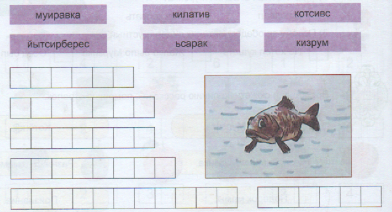 муиравка килатив котсивс
йытсирберес ьсарак кизрум